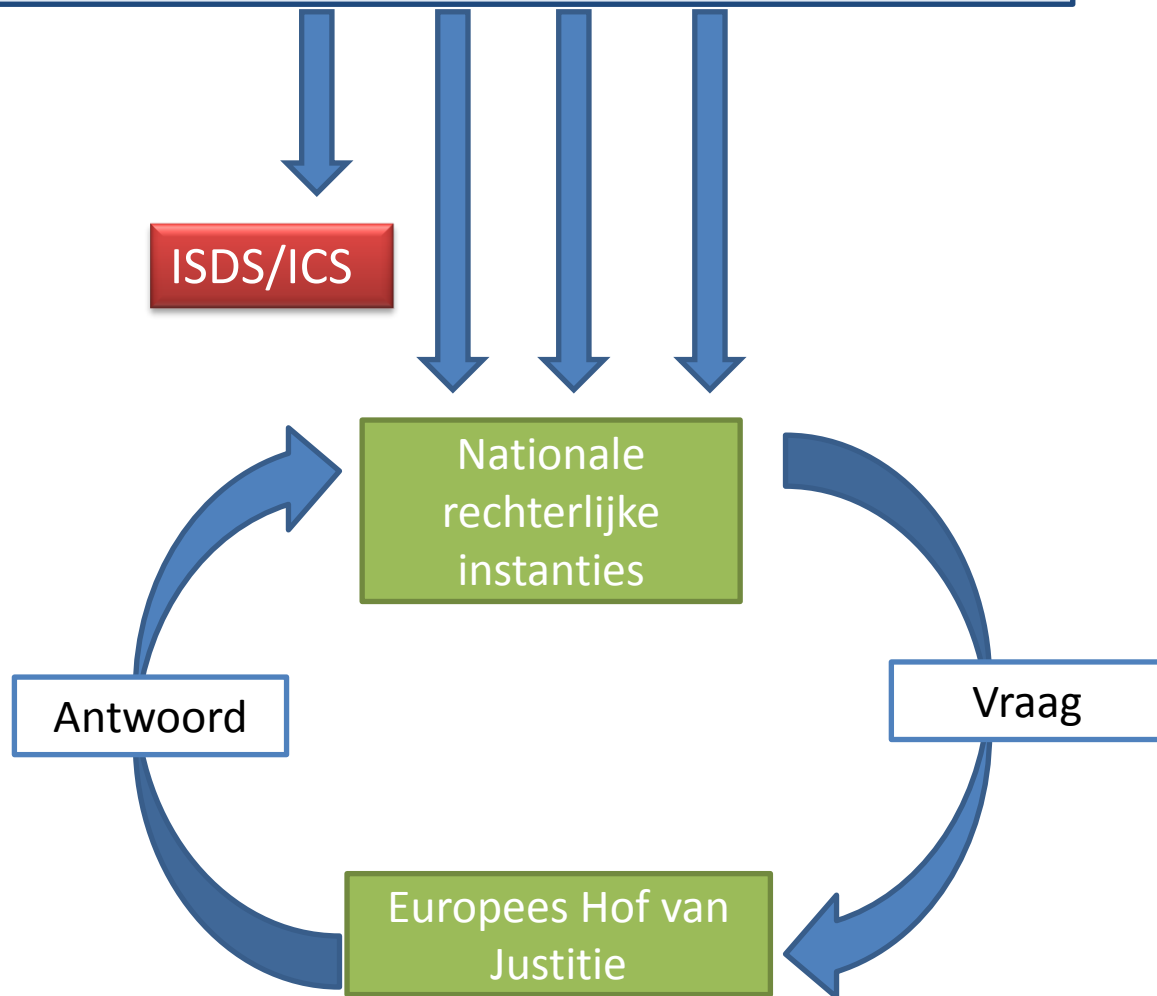 ISDS/ICS
Nationale
rechterlijke
instanties
Antwoord
Vraag
Europees Hof van
Justitie